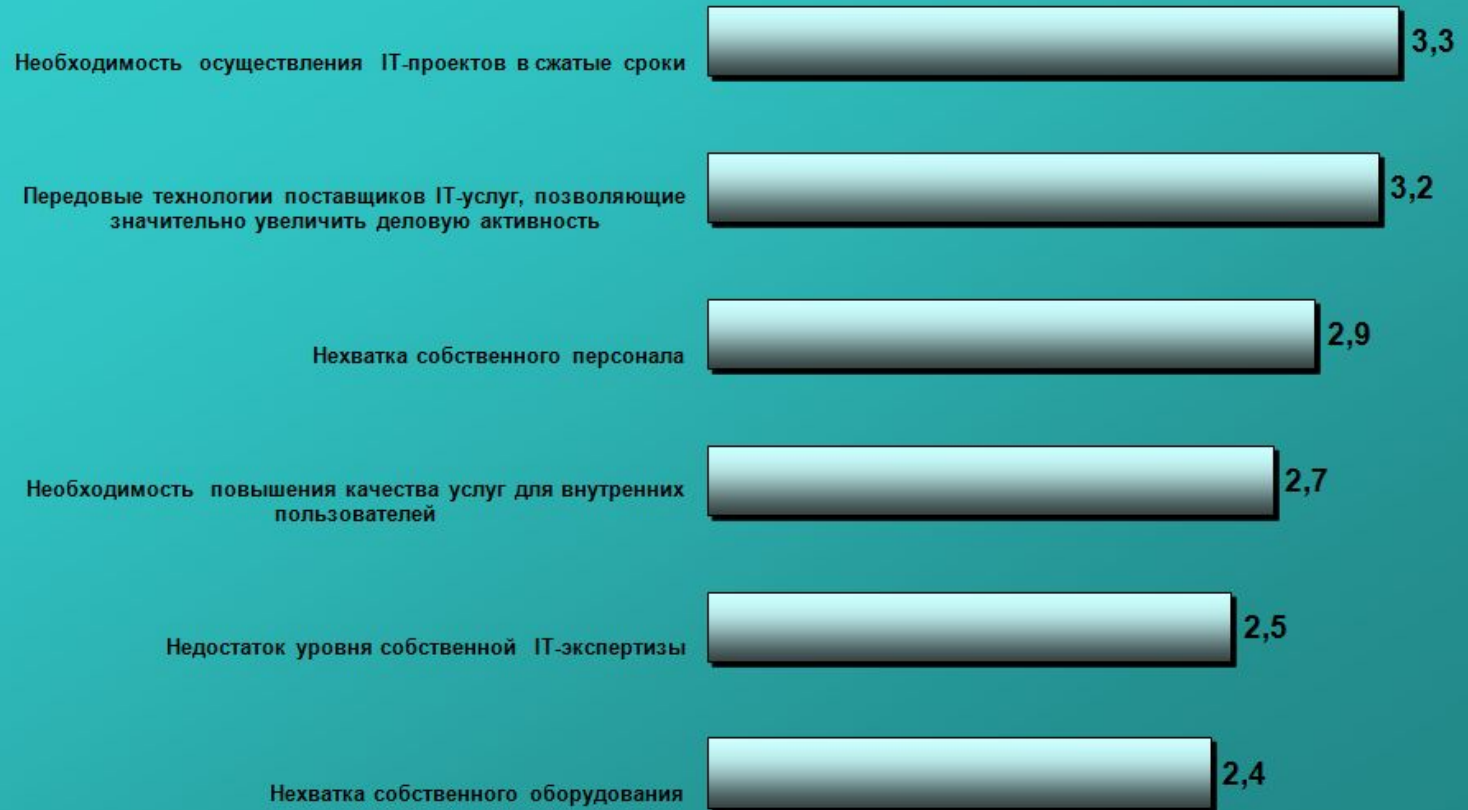 3,3
Необходимость осуществления IT-проектов в сжатые сроки
Передовые технологии поставщиков IT-услуг, позволяющие
значительно увеличить деловую активность
3,2
Нехватка собственного персонала
2,9
Необходимость повышения качества услуг для внутренних
пользователей
2,7
Недостаток уровня собственной IT-экспертизы
2,5
Нехватка собственного оборудования
2,4